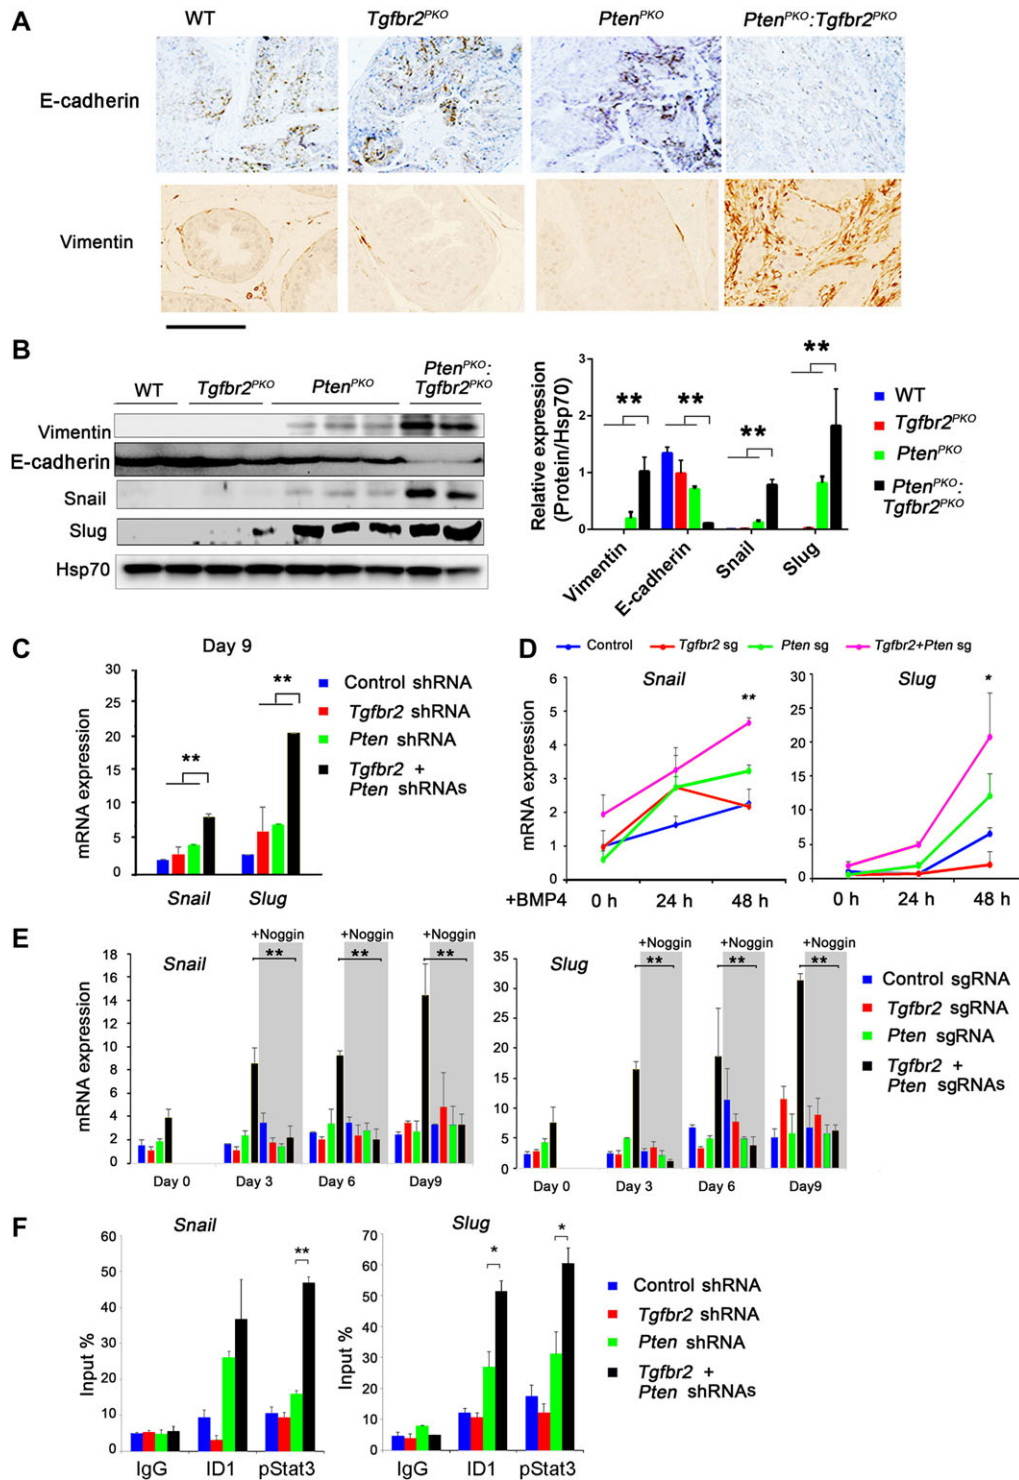 A
WT
Tgfbr2PKO
PtenPKO
PtenPKO:Tgfbr2PKO
E-cadherin
Vimentin
B
WT
Tgfbr2PKO
PtenPKO
PtenPKO:
Tgfbr2PKO
Vimentin
E-cadherin
Snail
Slug
Hsp70
Relative expression
(Protein/Hsp70)
3
2
1
0
**
**
**
**
Vimentin
E-cadherin
Snail
Slug
WT
Tgfbr2PKO
PtenPKO
PtenPKO:
Tgfbr2PKO
C
Day 9
mRNA expression
30
25
20
15
10
5
0
**
**
Snail
Slug
Control shRNA
Tgfbr2 shRNA
Pten shRNA
Tgfbr2 +
Pten shRNAs
D
Control
Tgfbr2 sg
Pten sg
Tgfbr2+Pten sg
Snail
mRNA expression
6
5
4
3
2
1
0
**
+BMP4
0 h
24 h
48 h
Slug
30
25
20
15
10
5
0
*
0 h
24 h
48 h
E
Snail
mRNA expression
18
16
14
12
10
8
6
4
2
0
+Noggin
+Noggin
+Noggin
**
**
**
Day 0
Day 3
Day 6
Day9
Slug
35
30
25
20
15
10
5
0
+Noggin
+Noggin
+Noggin
**
**
**
Day 0
Day 3
Day 6
Day9
Control sgRNA
Tgfbr2 sgRNA
Pten sgRNA
Tgfbr2 +
Pten sgRNAs
F
Snail
Input %
60
50
40
30
20
10
0
**
IgG
ID1
pStat3
Slug
Input %
70
60
50
40
30
20
10
0
*
*
IgG
ID1
pStat3
Control shRNA
Tgfbr2 shRNA
Pten shRNA
Tgfbr2 +
Pten shRNAs